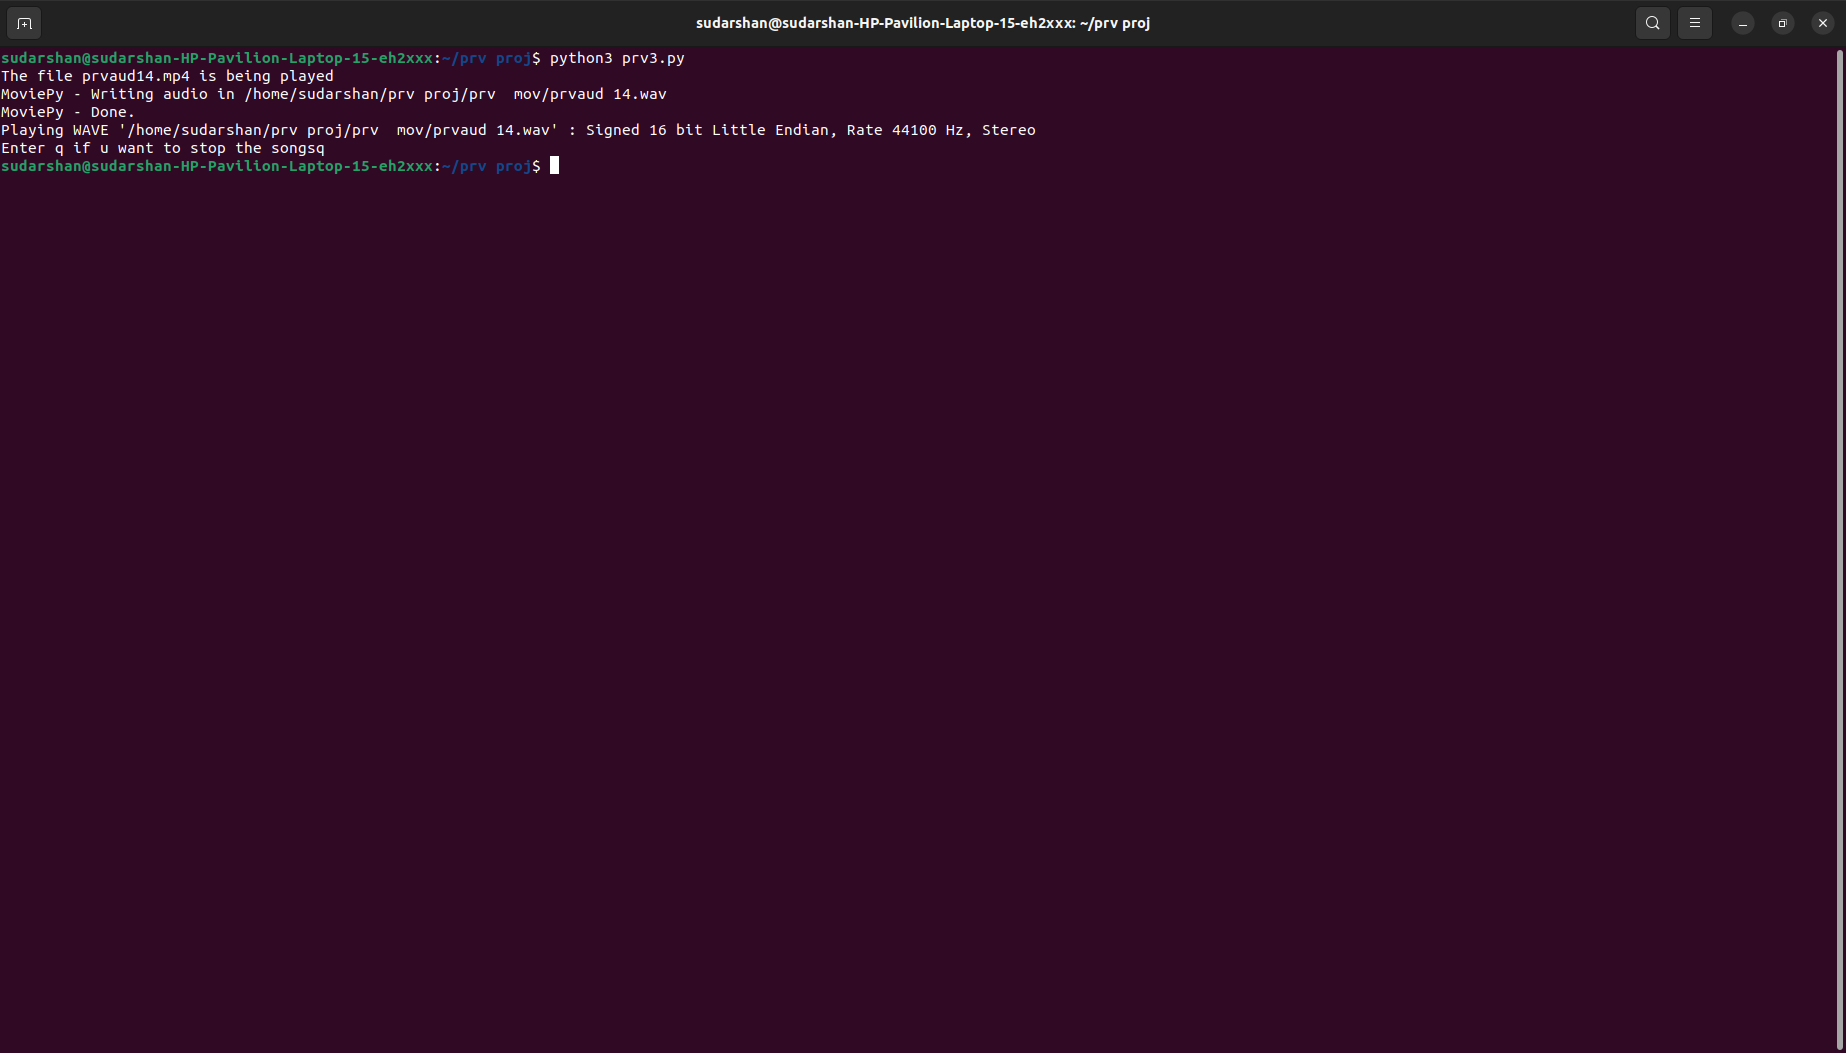 sudarshan@sudarshan-HP-Pavilion-Laptop-15-eh2xxx: ~/prv proj
sudarshan@sudarshan-HP-Pavilion-Laptop-15-eh2xxx:~/prv proj$ python3 prv3.py
The file prvaud14.mp4 is being played
MoviePy - Writing audio in /home/sudarshan/prv proj/prv  mov/prvaud 14.wav
MoviePy - Done.
Playing WAVE '/home/sudarshan/prv proj/prv  mov/prvaud 14.wav' : Signed 16 bit Little Endian, Rate 44100 Hz, Stereo
Enter q if u want to stop the songsq
sudarshan@sudarshan-HP-Pavilion-Laptop-15-eh2xxx:~/prv proj$